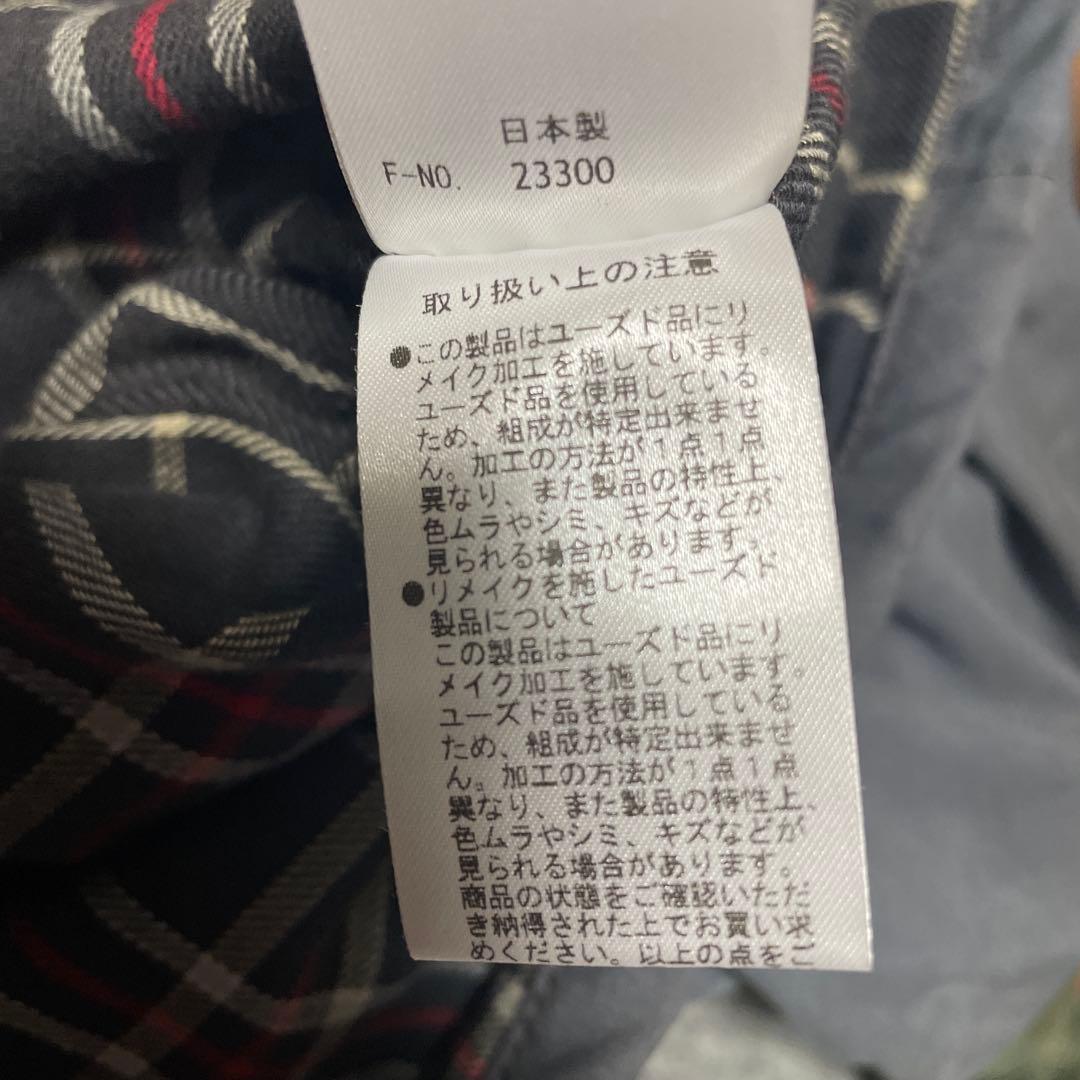 日本製
F-NO. 23300
取り扱い上の注意
●この製品はユーズド品にリ
メイク加工を施しています。
ユーズド品を使用している
ため、組成が特定出来ませ
ん。加工の方法が1点1点
異なり、また製品の特性上、
色ムラやシミ、キズなどが
見られる場合があります。
●リメイクを施したユーズド
製品について
この製品はユーズド品にリ
メイク加工を施しています。
ユーズド品を使用している
ため、組成が特定出来ませ
ん。加工の方法が1点1点
異なり、また製品の特性上、
色ムラやシミ、キズなどが
見られる場合があります。
商品の状態をご確認いただ
き納得された上でお買い求
めください。以上の点をご